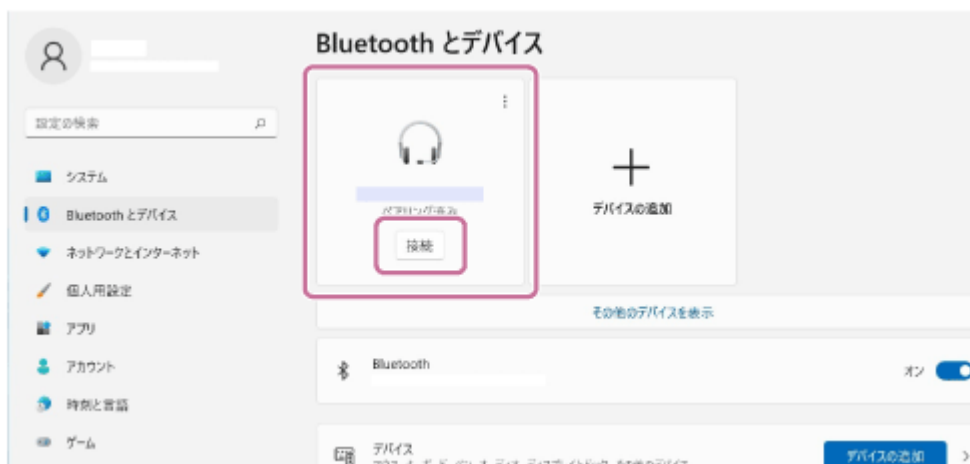 Bluetooth とデバイス
設定の検索
システム
Bluetooth とデバイス
ネットワークとインターネット
個人用設定
アプリ
アカウント
時刻と言語
ゲーム
ペアリング済み
接続
デバイスの追加
その他のデバイスを表示
Bluetooth
オン
デバイス
デバイスの追加